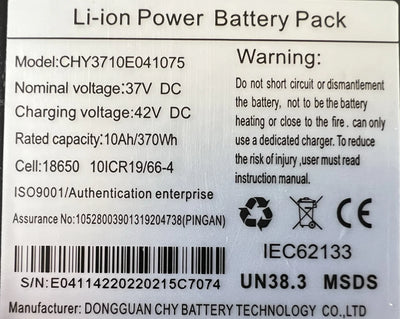 Li-ion Power Battery Pack
Model:CHY3710E041075
Nominal voltage:37V DC
Charging voltage:42V DC
Rated capacity:10Ah/370Wh
Cell:18650 10ICR19/66-4
ISO9001/Authentication enterprise
Assurance No:10528003901319204738(PINGAN)
Warning:
Do not short circuit or dismantlement
the battery, not to be the battery
heating or close to the fire . can only
use a dedicated charger. To reduce
the risk of injury ,user must read
instruction manual.
IEC62133
S/N:E04114220220215C7074
UN38.3 MSDS
Manufacturer: DONGGUAN CHY BATTERY TECHNOLOGY CO.,LTD